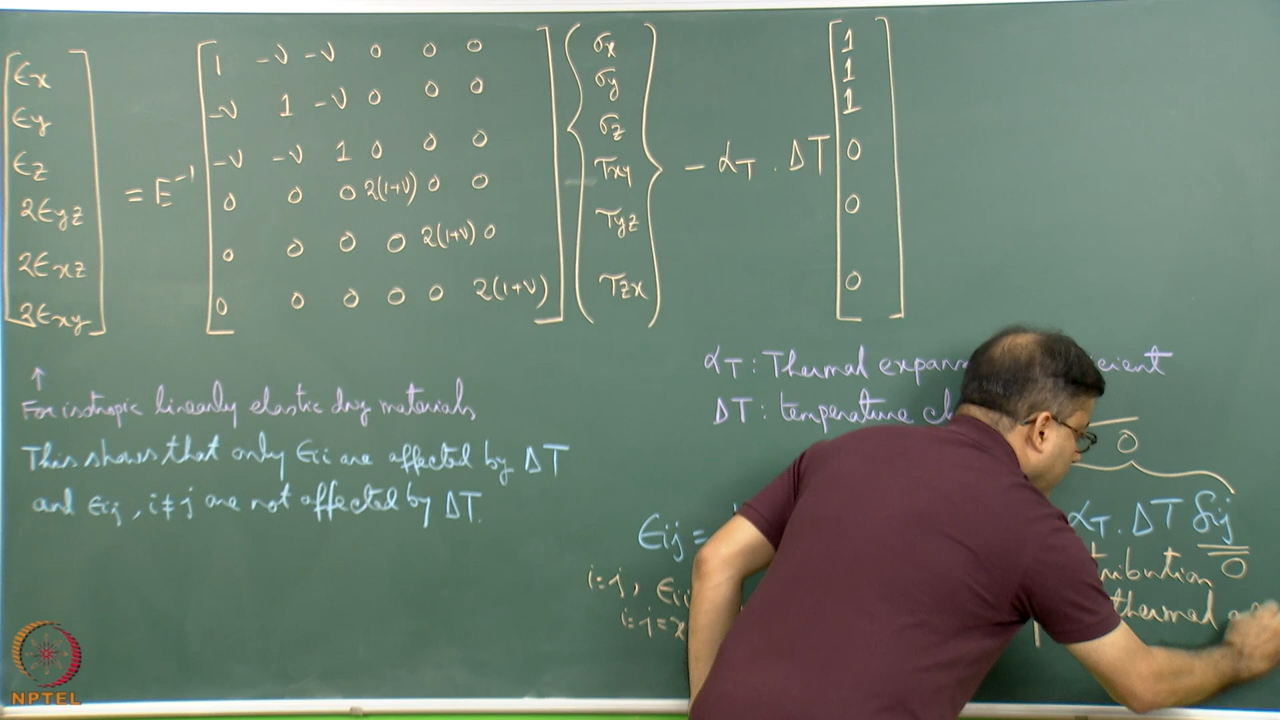 ϵx
ϵy
ϵz
2ϵyz
2ϵxz
2ϵxy
= E⁻¹
1 -ν -ν 0 0 0
-ν 1 -ν 0 0 0
-ν -ν 1 0 0 0
0 0 0 2(1+ν) 0 0
0 0 0 0 2(1+ν) 0
0 0 0 0 0 2(1+ν)
σx
σy
σz
τxy
τyz
τzx
- αT . ΔT
1
1
1
0
0
0
↑
For isotropic linearly elastic dry materials
This shows that only ϵii are affected by ΔT
and ϵij, i≠j are not affected by ΔT.
αT : Thermal
ΔT : temperature
0
ϵij = αT . ΔT δij
0
i=j, ϵii
i=j=x
thermal
NPTEL